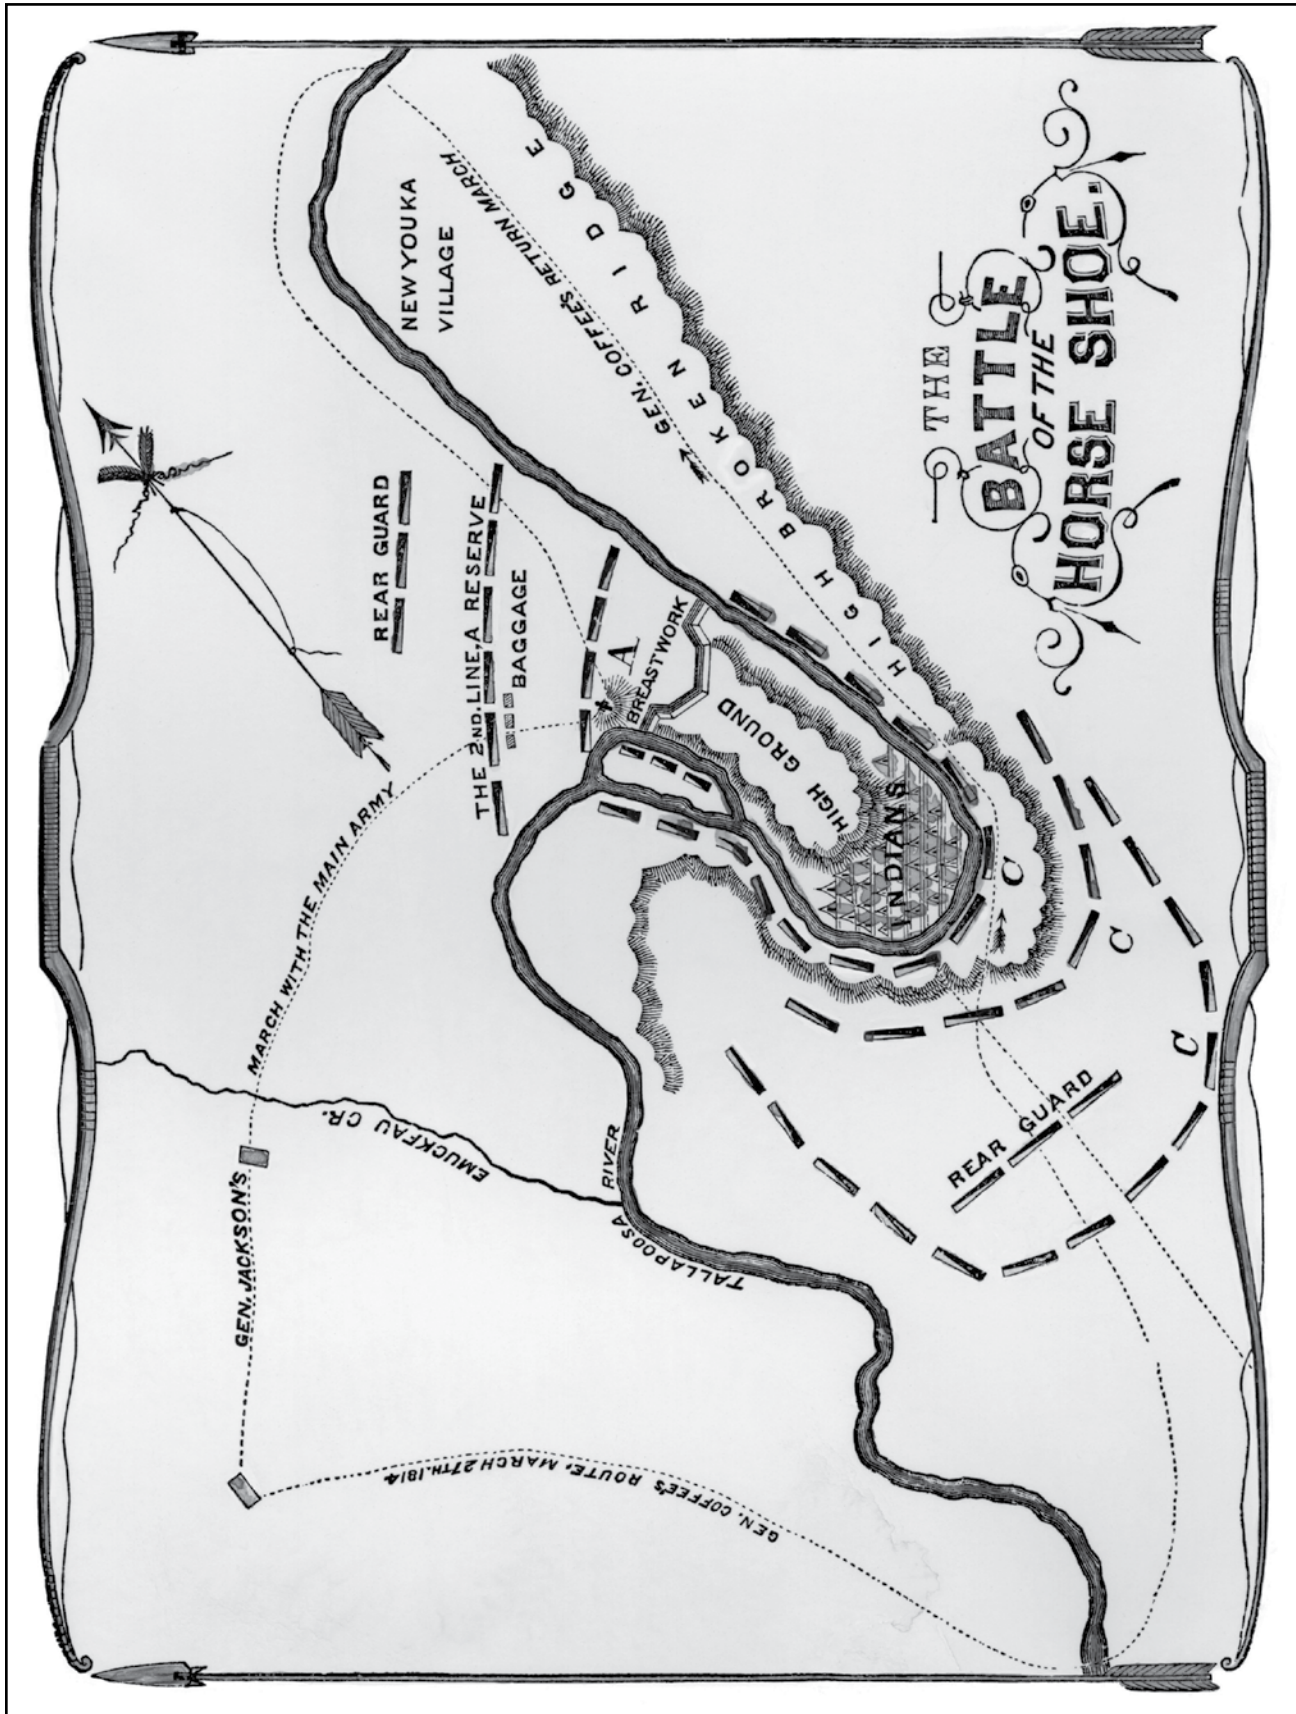 THE
BATTLE
OF THE
HORSE SHOE.
HIGH BROKEN RIDGE
GEN. COFFEE'S RETURN MARCH
NEWYOUKA
VILLAGE
REAR GUARD
THE 2ND. LINE, A RESERVE
BAGGAGE
A
BREASTWORK
HIGH GROUND
INDIANS
C
C
C
REAR GUARD
GEN. JACKSON'S
MARCH WITH THE MAIN ARMY
EMUCKFAU CR.
TALLAPOOSA
RIVER
GEN. COFFEE'S ROUTE, MARCH 27TH. 1814